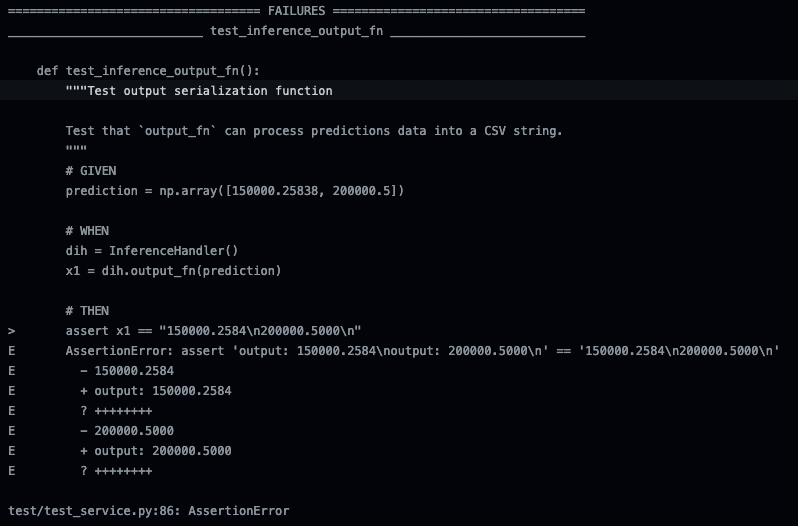 =================================== FAILURES ===================================
___________________________ test_inference_output_fn ___________________________
    def test_inference_output_fn():
        """Test output serialization function
        Test that `output_fn` can process predictions data into a CSV string.
        """
        # GIVEN
        prediction = np.array([150000.25838, 200000.5])
        # WHEN
        dih = InferenceHandler()
        x1 = dih.output_fn(prediction)
        # THEN
>       assert x1 == "150000.2584\n200000.5000\n"
E       AssertionError: assert 'output: 150000.2584\noutput: 200000.5000\n' == '150000.2584\n200000.5000\n'
E         - 150000.2584
E         + output: 150000.2584
E         ? ++++++++
E         - 200000.5000
E         + output: 200000.5000
E         ? ++++++++
test/test_service.py:86: AssertionError